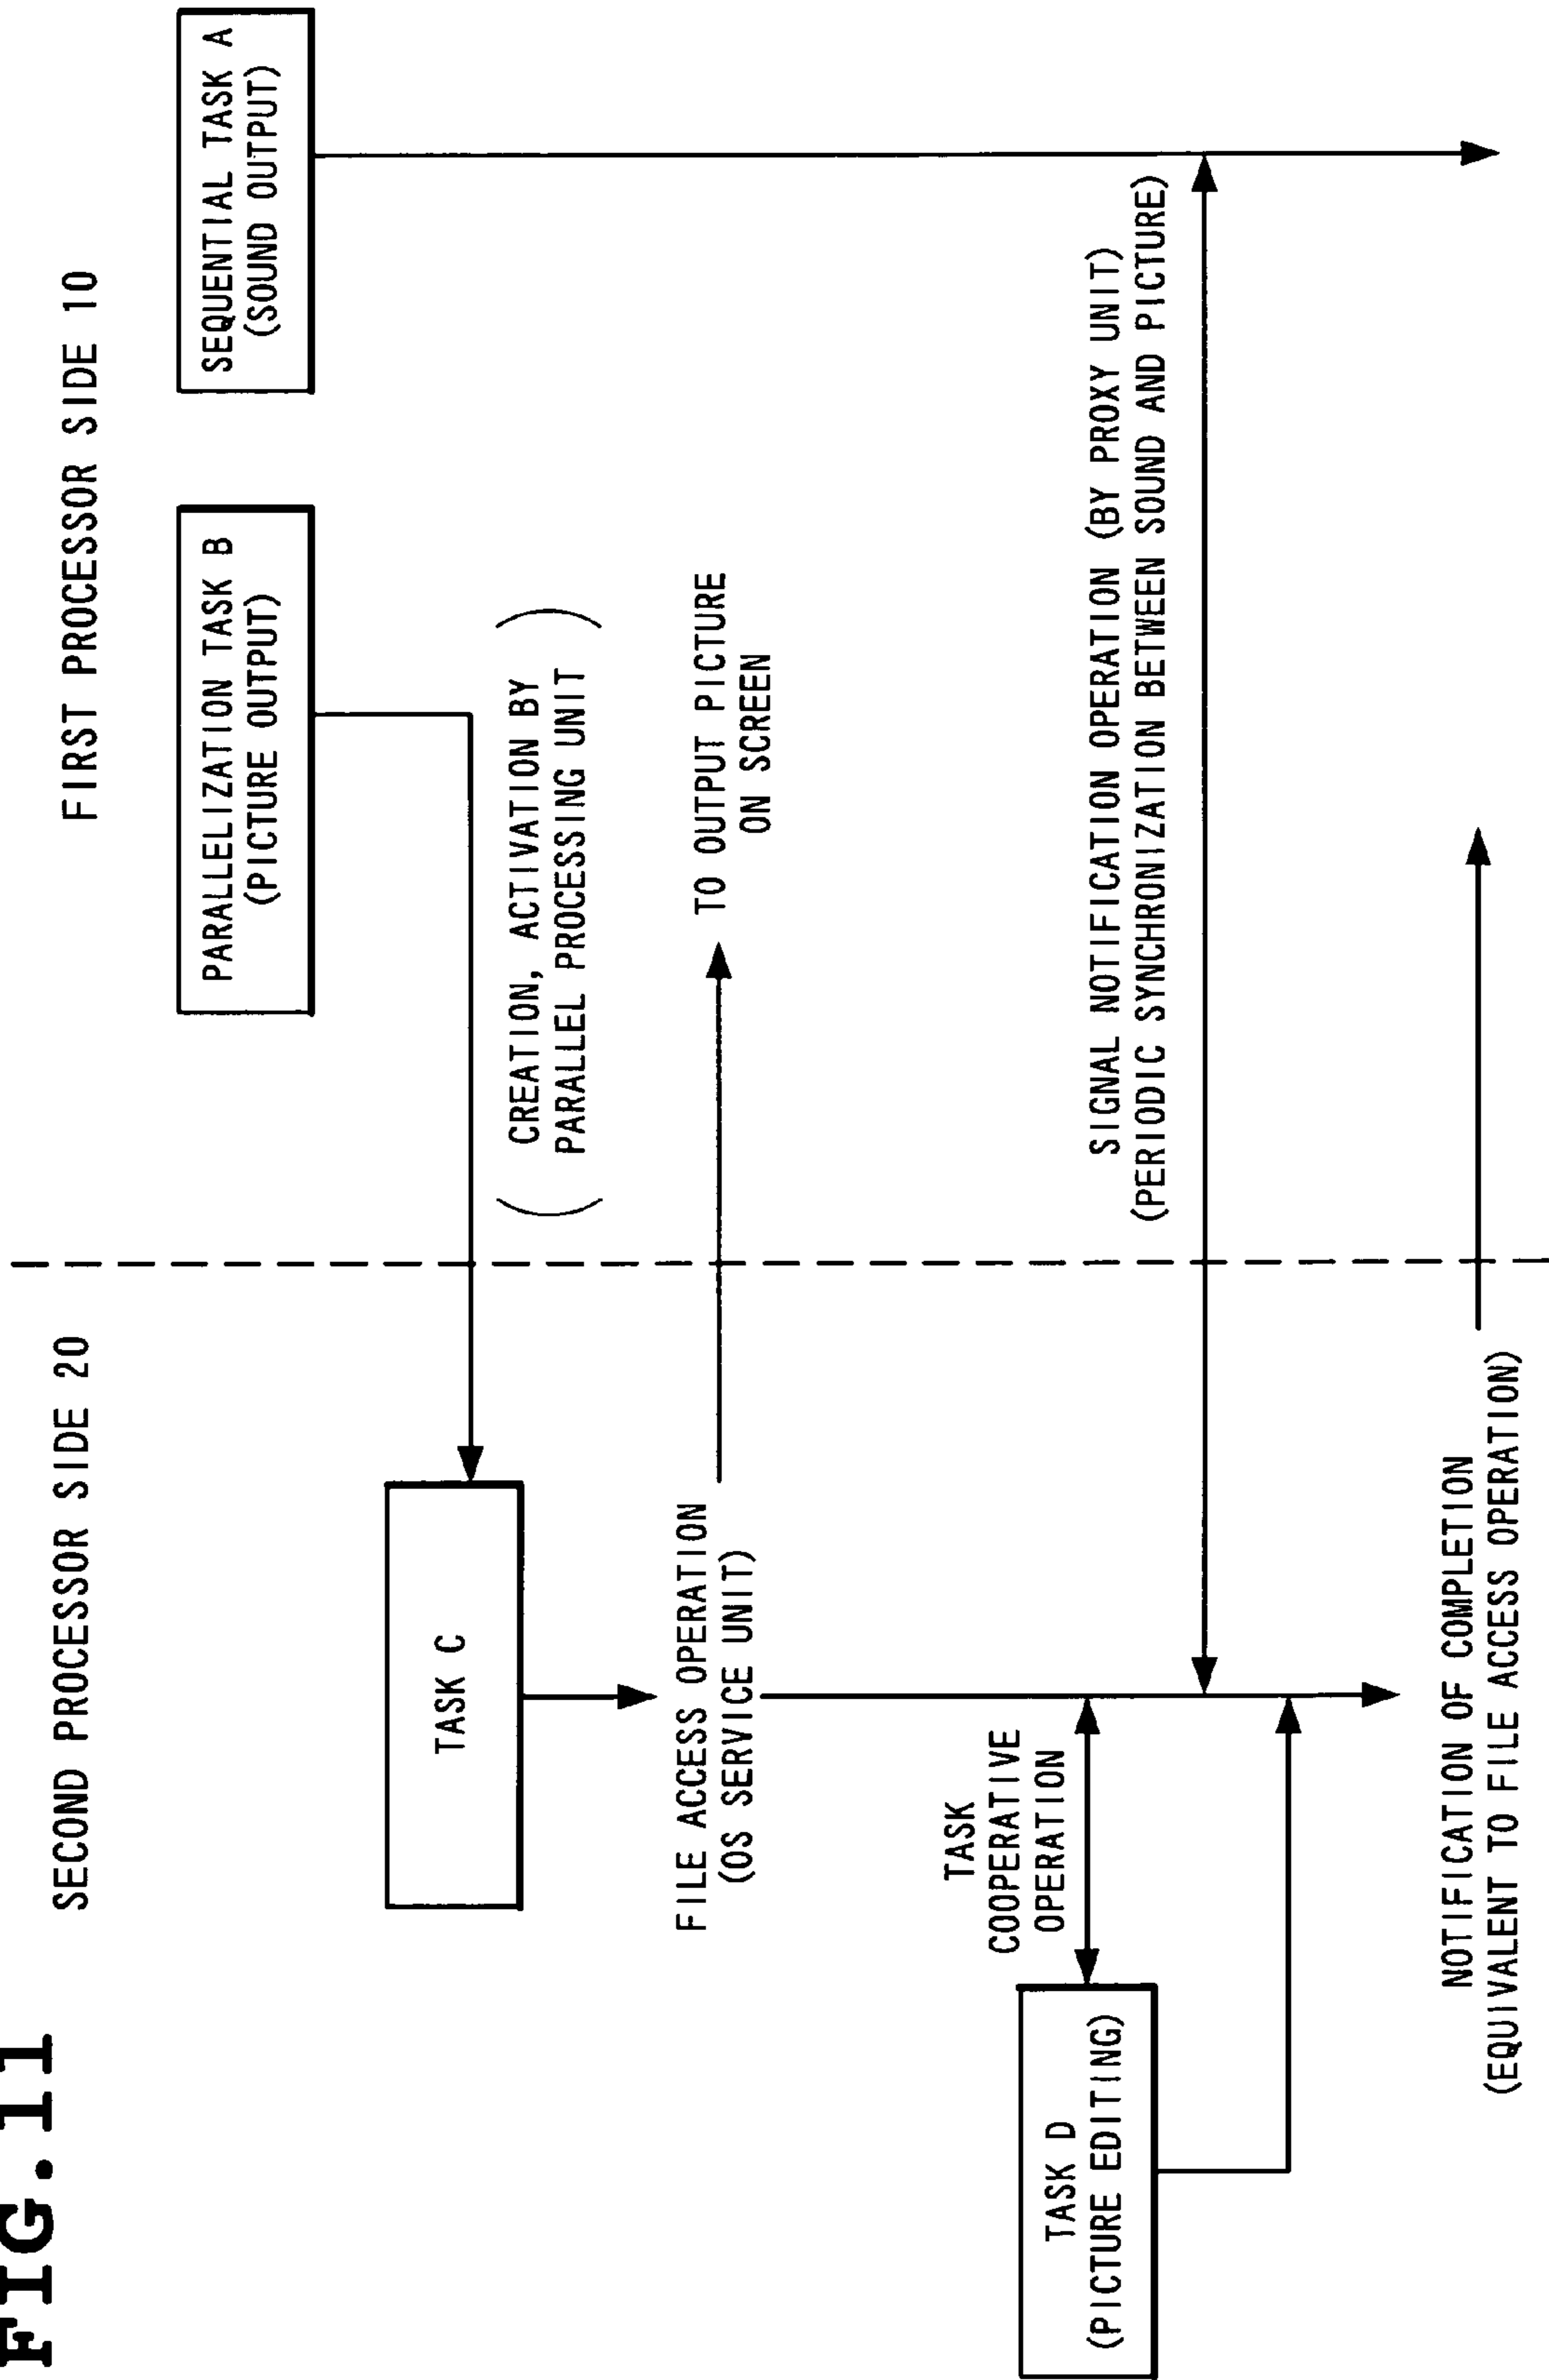 FIG.11
SECOND PROCESSOR SIDE 20
FIRST PROCESSOR SIDE 10
PARALLELIZATION TASK B
(PICTURE OUTPUT)
SEQUENTIAL TASK A
(SOUND OUTPUT)
TASK C
(CREATION, ACTIVATION BY
PARALLEL PROCESSING UNIT)
FILE ACCESS OPERATION
(OS SERVICE UNIT)
TO OUTPUT PICTURE
ON SCREEN
TASK
COOPERATIVE
OPERATION
TASK D
(PICTURE EDITING)
SIGNAL NOTIFICATION OPERATION (BY PROXY UNIT)
(PERIODIC SYNCHRONIZATION BETWEEN SOUND AND PICTURE)
NOTIFICATION OF COMPLETION
(EQUIVALENT TO FILE ACCESS OPERATION)